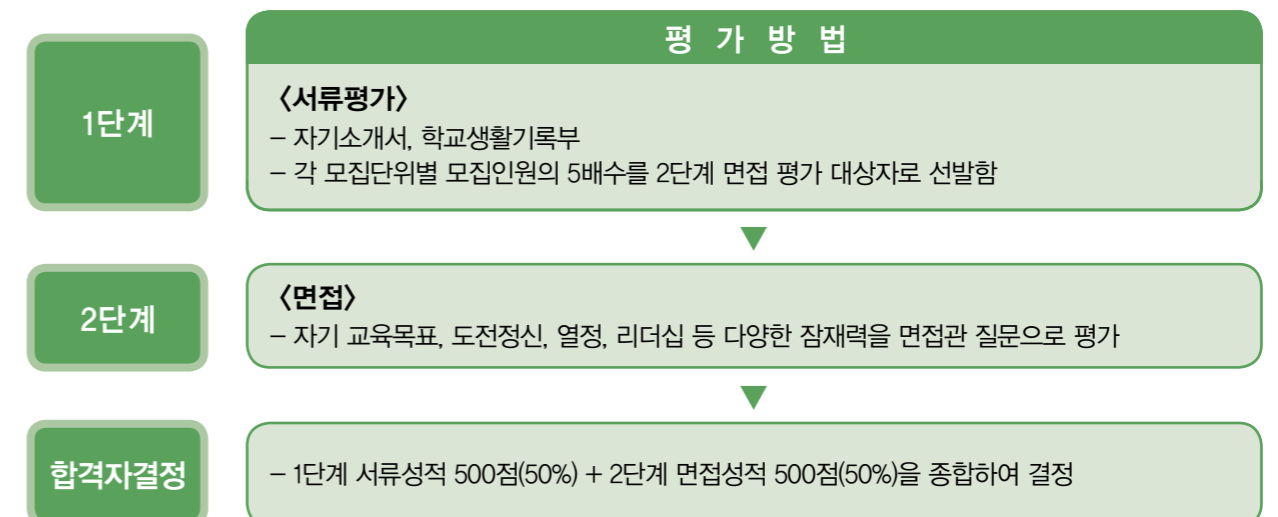 평 가 방 법
1단계
〈서류평가〉
– 자기소개서, 학교생활기록부
– 각 모집단위별 모집인원의 5배수를 2단계 면접 평가 대상자로 선발함
2단계
〈면접〉
– 자기 교육목표, 도전정신, 열정, 리더십 등 다양한 잠재력을 면접관 질문으로 평가
합격자결정
– 1단계 서류성적 500점(50%) + 2단계 면접성적 500점(50%)을 종합하여 결정